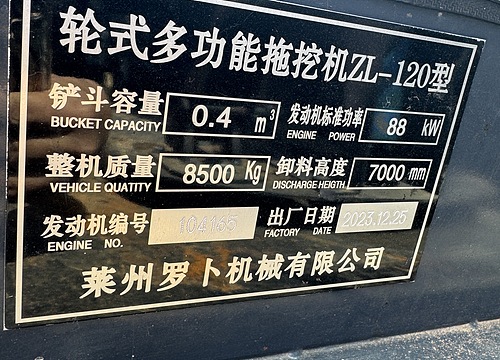 轮式多功能拖挖机ZL-120型
铲斗容量 0.4 m³ 发动机标准功率 88 kW
BUCKET CAPACITY ENGINE POWER
整机质量 8500 Kg 卸料高度 7000 mm
VEHICLE QUATITY DISCHARGE HEIGTH
发动机编号 104165 出厂日期 2023.12.25
ENGINE NO. FACTORY DATE
莱州罗卜机械有限公司